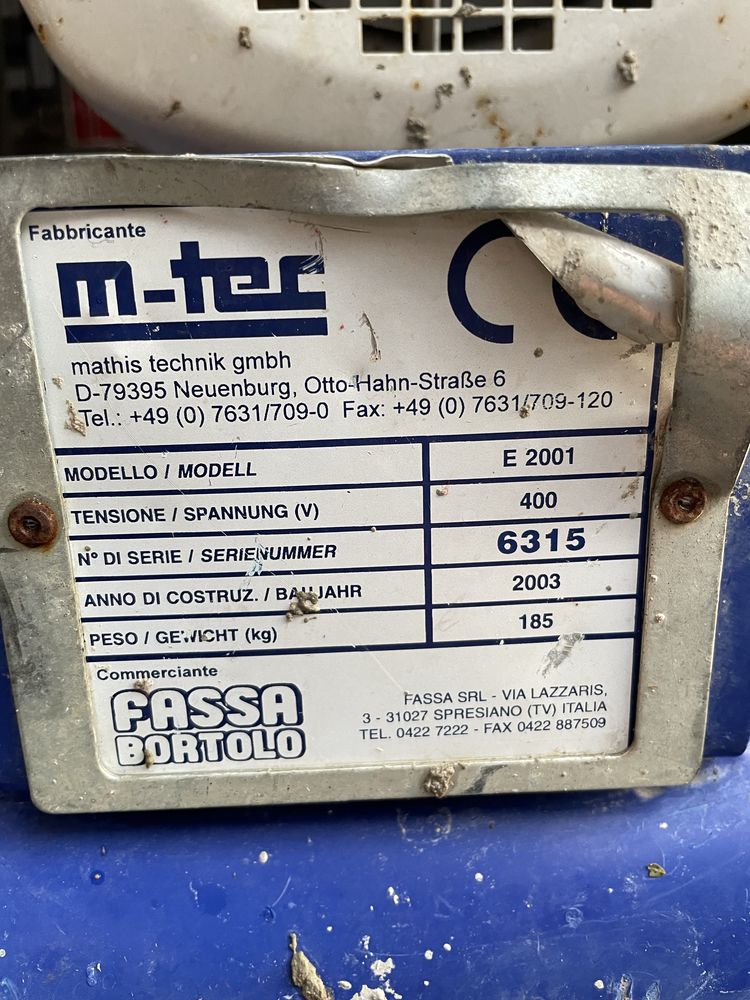 Fabbricante
m-tec
CE
mathis technik gmbh
D-79395 Neuenburg, Otto-Hahn-Straße 6
Tel.: +49 (0) 7631/709-0 Fax: +49 (0) 7631/709-120
MODELLO / MODELL E 2001
TENSIONE / SPANNUNG (V) 400
N° DI SERIE / SERIENUMMER 6315
ANNO DI COSTRUZ. / BAUJAHR 2003
PESO / GEWICHT (kg) 185
Commerciante
FASSA
BORTOLO
FASSA SRL - VIA LAZZARIS,
3 - 31027 SPRESIANO (TV) ITALIA
TEL. 0422 7222 - FAX 0422 887509